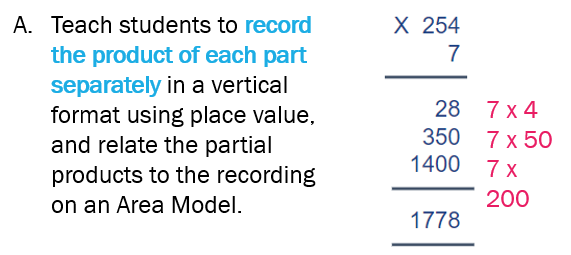 A. Teach students to record
the product of each part
separately in a vertical
format using place value,
and relate the partial
products to the recording
on an Area Model.
X 254
7
28 7 x 4
350 7 x 50
1400 7 x
200
1778